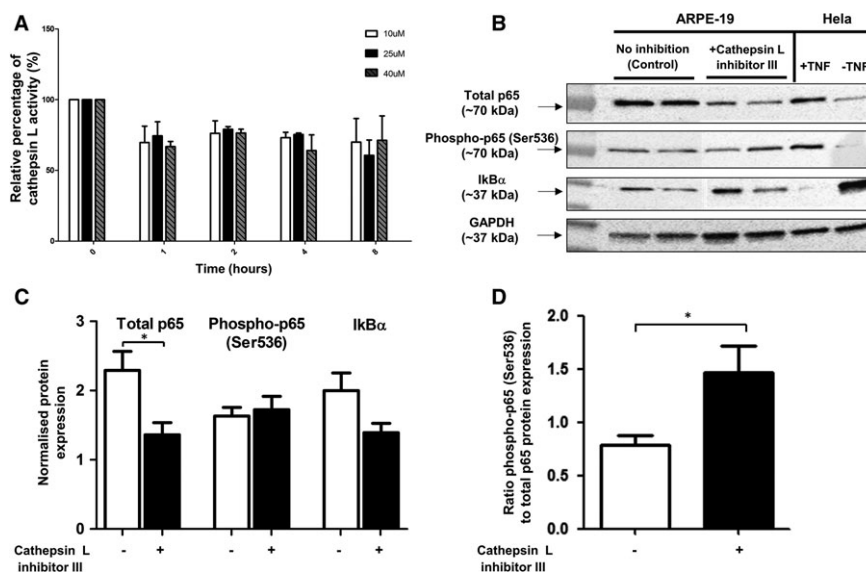 A
Relative percentage of
cathepsin L activity (%)
150
100
50
0
0
1
2
4
8
Time (hours)
10uM
25uM
40uM
B
ARPE-19
Hela
No inhibition
(Control)
+Cathepsin L
inhibitor III
+TNF
-TNF
Total p65
(~70 kDa)
Phospho-p65 (Ser536)
(~70 kDa)
IkBα
(~37 kDa)
GAPDH
(~37 kDa)
C
Normalised protein
expression
3
2
1
0
Total p65
*
Phospho-p65
(Ser536)
IkBα
Cathepsin L
inhibitor III
- + - + - +
D
Ratio phospho-p65 (Ser536)
to total p65 protein expression
2.0
1.5
1.0
0.5
0.0
*
Cathepsin L
inhibitor III
- +